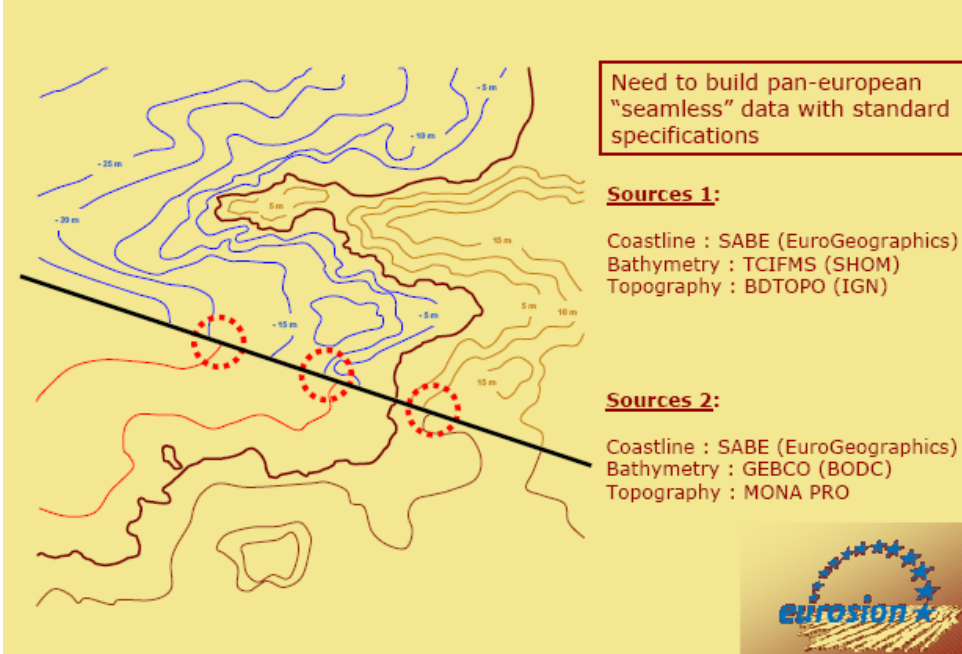 - 5 m
- 10 m
- 25 m
5 m
- 20 m
15 m
- 15 m
- 5 m
5 m
10 m
15 m
Need to build pan-european
“seamless” data with standard
specifications
Sources 1:
Coastline : SABE (EuroGeographics)
Bathymetry : TCIFMS (SHOM)
Topography : BDTOPO (IGN)
Sources 2:
Coastline : SABE (EuroGeographics)
Bathymetry : GEBCO (BODC)
Topography : MONA PRO
eurosion